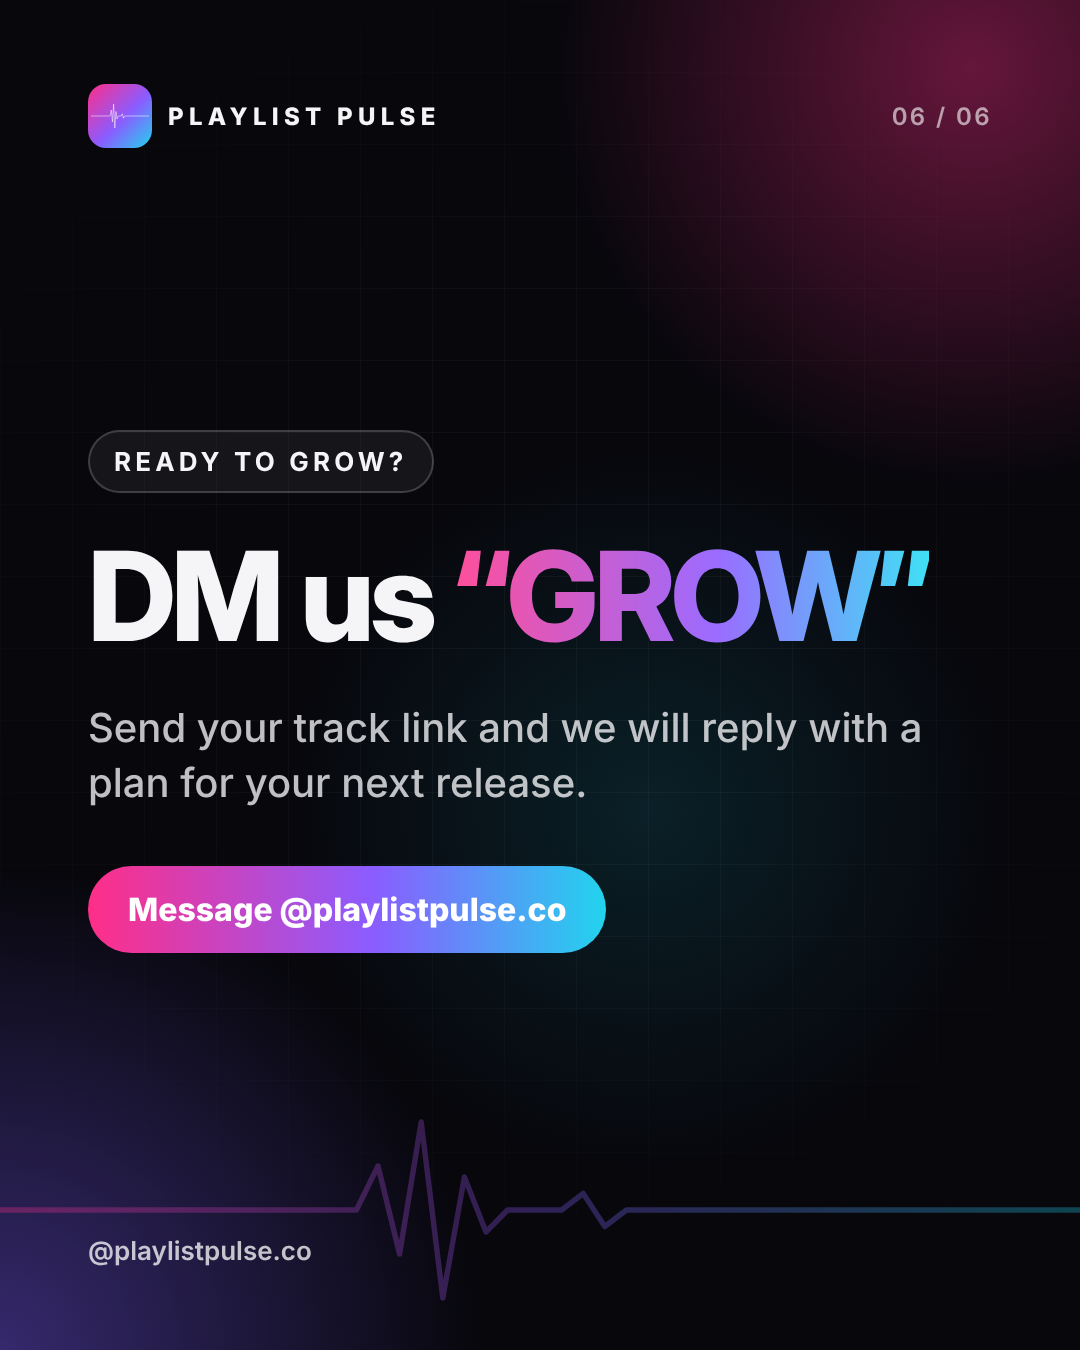 PLAYLIST PULSE
06 / 06
READY TO GROW?
DM us “GROW”
Send your track link and we will reply with a
plan for your next release.
Message @playlistpulse.co
@playlistpulse.co